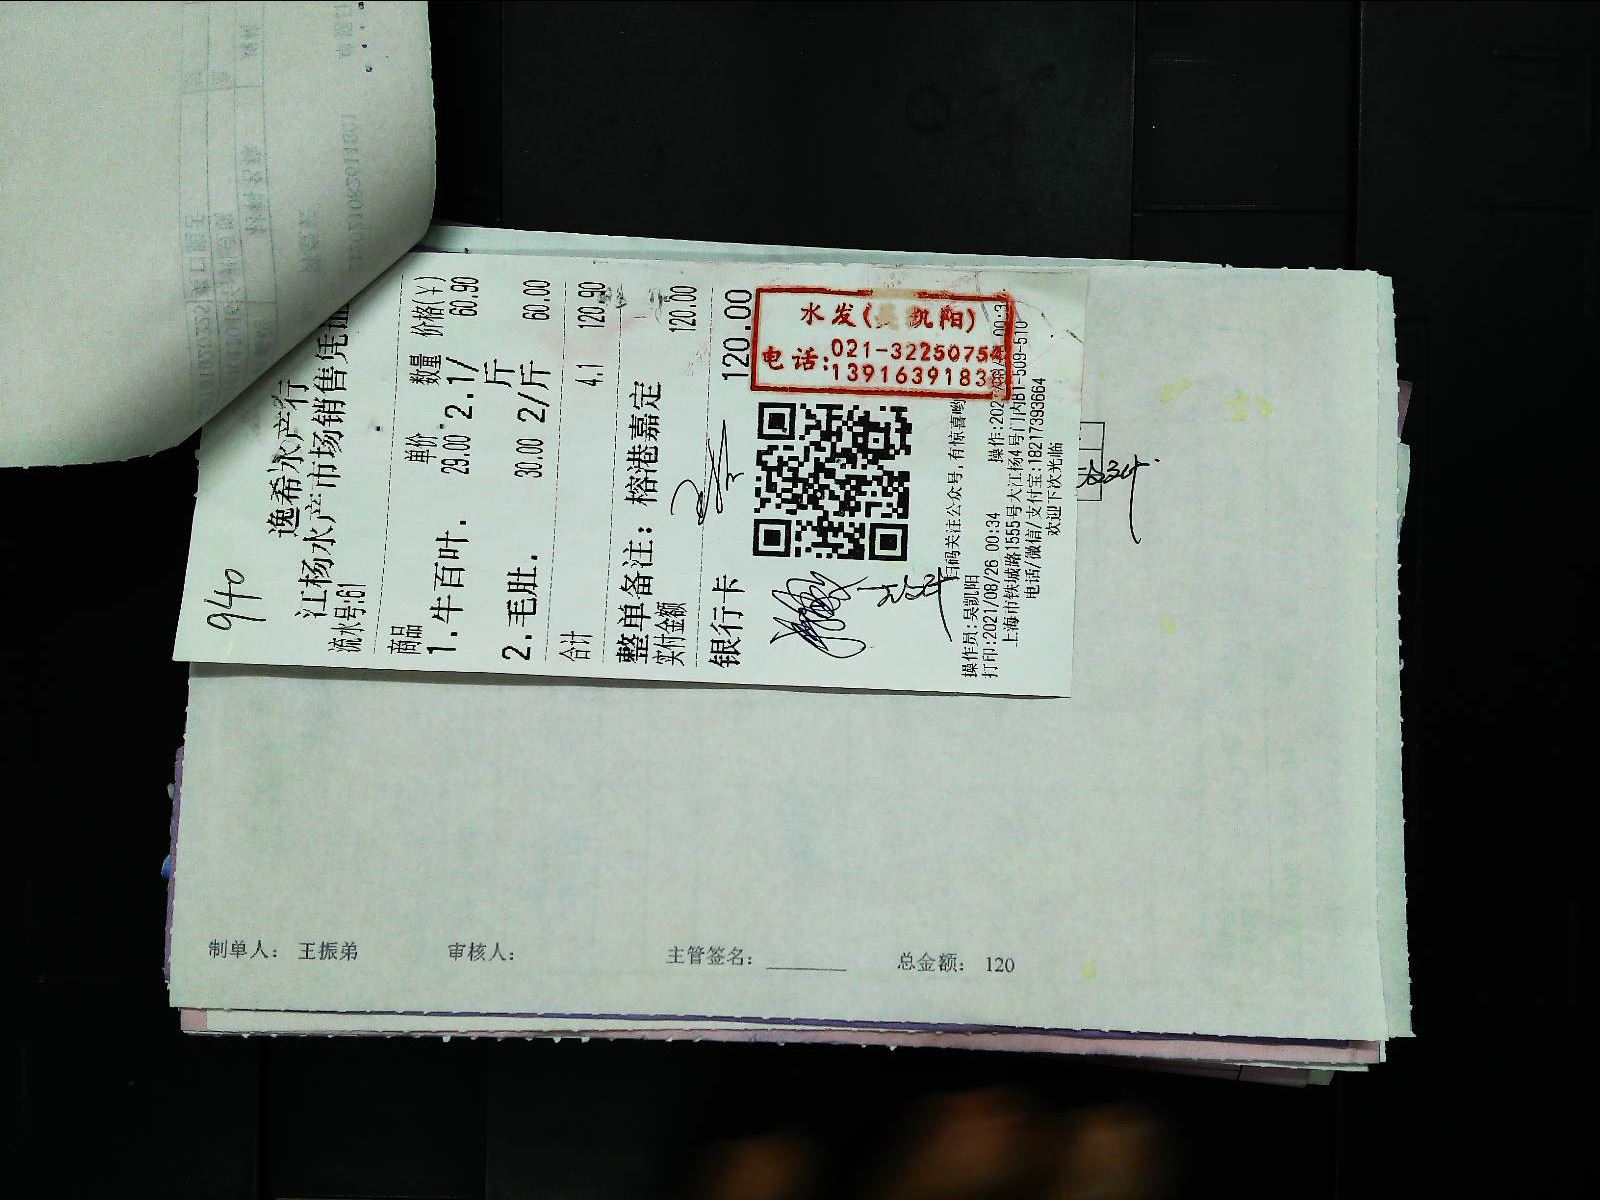 940
逸希水产行
江杨水产市场销售凭证
流水号:61
商品 单价 数量 价格(¥)
1.牛百叶. 29.00 2.1/斤 60.90
2.毛肚. 30.00 2/斤 60.00
合计 4.1 120.90
整单备注: 榕港嘉定
实付金额 120.00
银行卡 120.00
水发(吴凯阳)
电话:021-32250754
13916391838
扫码关注公众号,有惊喜哟
操作员:吴凯阳
打印:2021/08/26 00:34
上海市铁城路1555号大江杨4号门内B1-509-510
电话/微信/支付宝:18217393664
欢迎下次光临
制单人: 王振弟 审核人: 主管签名: 总金额: 120